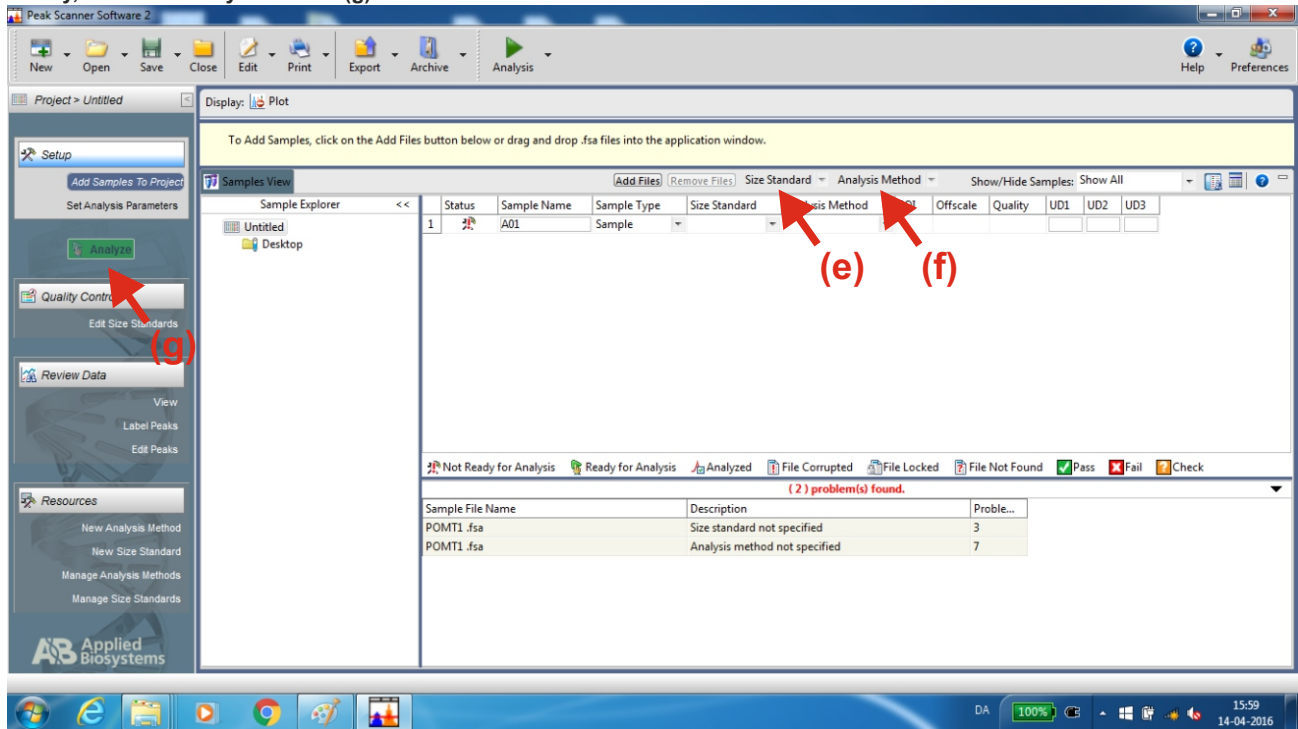 Peak Scanner Software 2
New Open Save Close Edit Print Export Archive Analysis Help Preferences
Project > Untitled
Display: Plot
To Add Samples, click on the Add Files button below or drag and drop .fsa files into the application window.
Setup
Add Samples To Project
Set Analysis Parameters
Analyze
(g)
Quality Contro
Edit Size Standards
Review Data
View
Label Peaks
Edit Peaks
Resources
New Analysis Method
New Size Standard
Manage Analysis Methods
Manage Size Standards
AB Applied Biosystems
Samples View
Add Files Remove Files Size Standard Analysis Method Show/Hide Samples: Show All
Sample Explorer <<
Untitled
Desktop
Status Sample Name Sample Type Size Standard Method Offscale Quality UD1 UD2 UD3
1 A01 Sample
(e) (f)
Not Ready for Analysis Ready for Analysis Analyzed File Corrupted File Locked File Not Found Pass Fail Check
( 2 ) problem(s) found.
Sample File Name Description Proble...
POMT1 .fsa Size standard not specified 3
POMT1 .fsa Analysis method not specified 7
DA 100% 15:59
14-04-2016